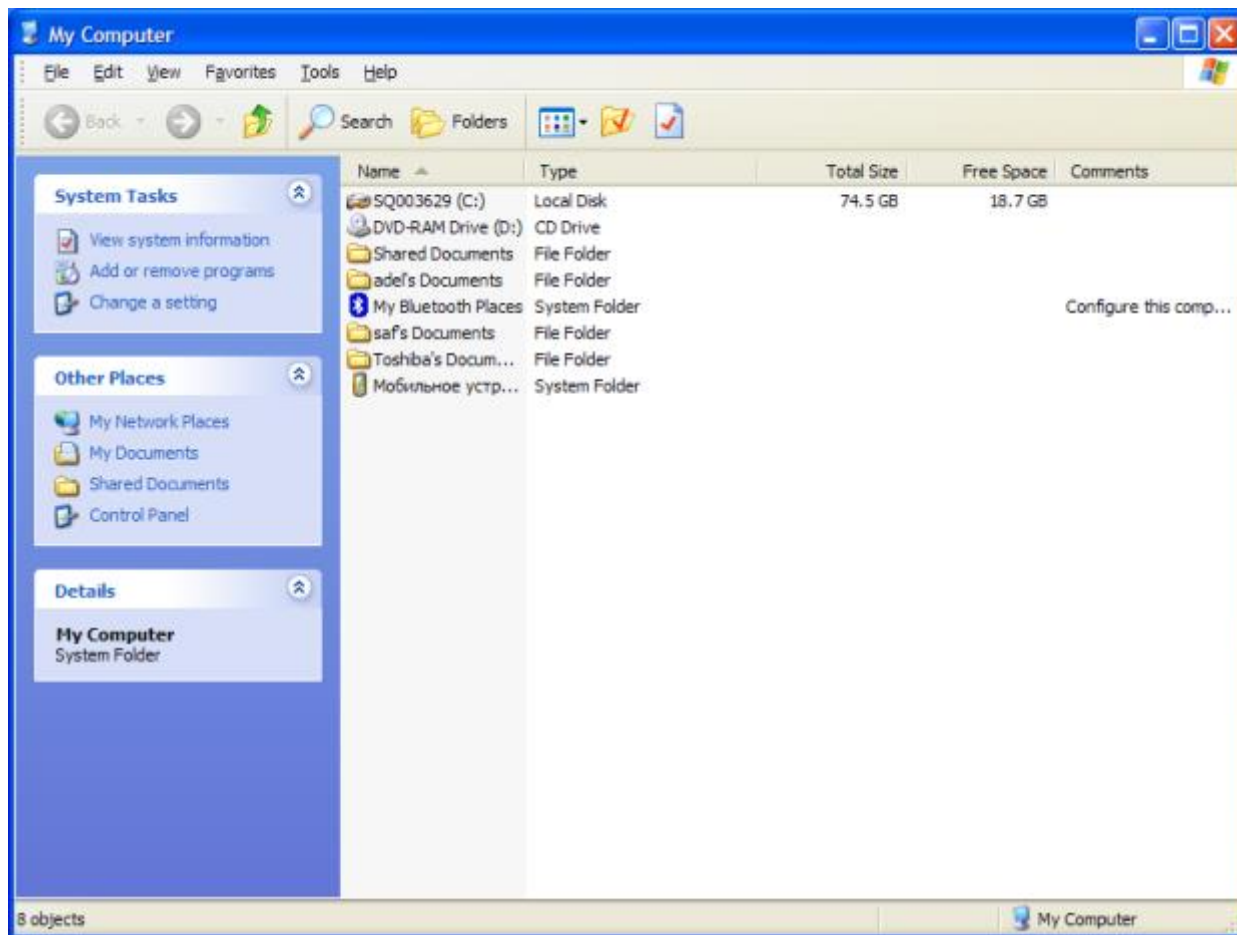 My Computer
File Edit View Favorites Tools Help
Back Search Folders
System Tasks
View system information
Add or remove programs
Change a setting
Other Places
My Network Places
My Documents
Shared Documents
Control Panel
Details
My Computer
System Folder
Name Type Total Size Free Space Comments
SQ003629 (C:) Local Disk 74.5 GB 18.7 GB
DVD-RAM Drive (D:) CD Drive
Shared Documents File Folder
adel's Documents File Folder
My Bluetooth Places System Folder Configure this comp...
saf's Documents File Folder
Toshiba's Docum... File Folder
Мобильное устр... System Folder
8 objects My Computer